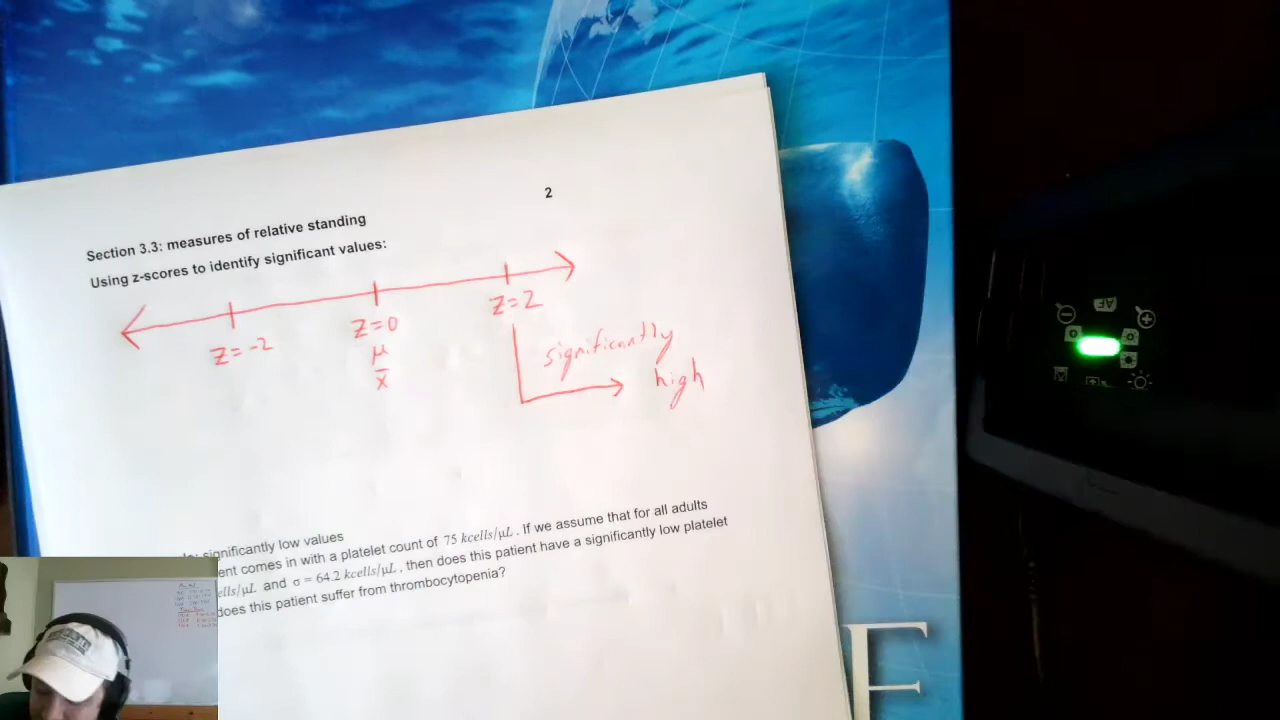 2
Section 3.3: measures of relative standing
Using z-scores to identify significant values:
z=-2
z=0
z=2
μ
x̄
significantly
high
significantly low values
comes in with a platelet count of 75 kcells/μL. If we assume that for all adults
and σ = 64.2 kcells/μL, then does this patient have a significantly low platelet
does this patient suffer from thrombocytopenia?
E
AF